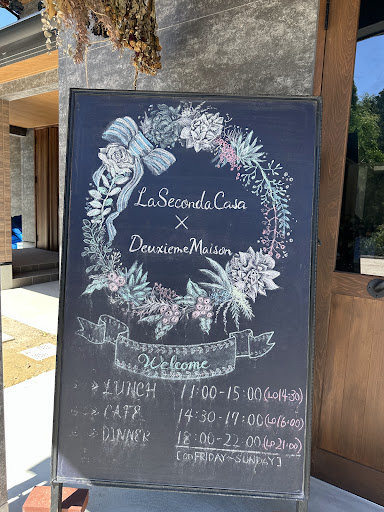 La Seconda Casa
×
Deuxieme Maison
Welcome
LUNCH 11:00-15:00 (LO14:30)
CAFE 14:30-17:00 (LO16:00)
DINNER 18:00-22:00 (LO21:00)
[on FRIDAY~SUNDAY]